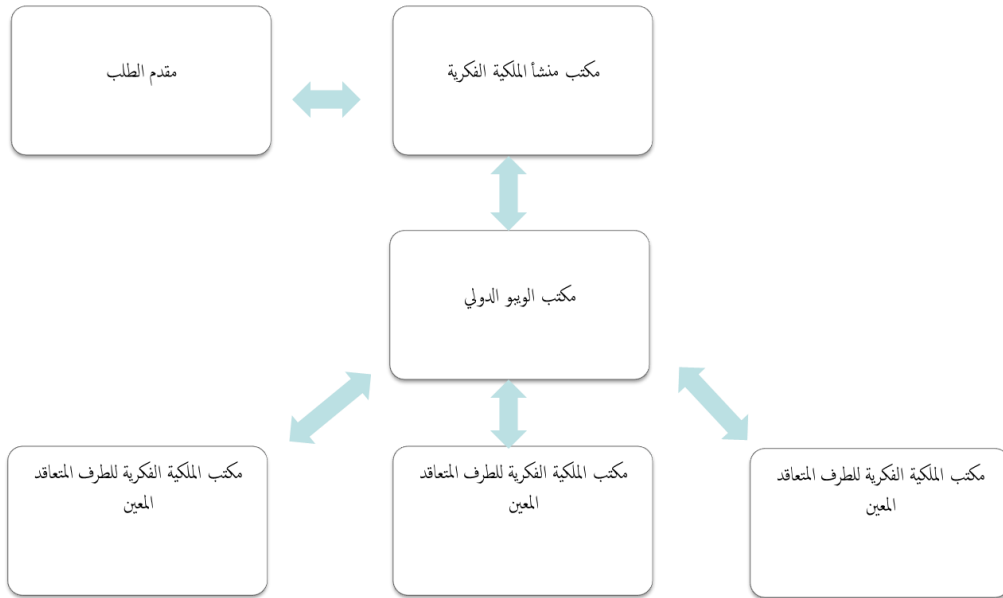 مكتب منشأ الملكية الفكرية
مقدم الطلب
مكتب الويبو الدولي
مكتب الملكية الفكرية للطرف المتعاقد
المعين
مكتب الملكية الفكرية للطرف المتعاقد
المعين
مكتب الملكية الفكرية للطرف المتعاقد
المعين